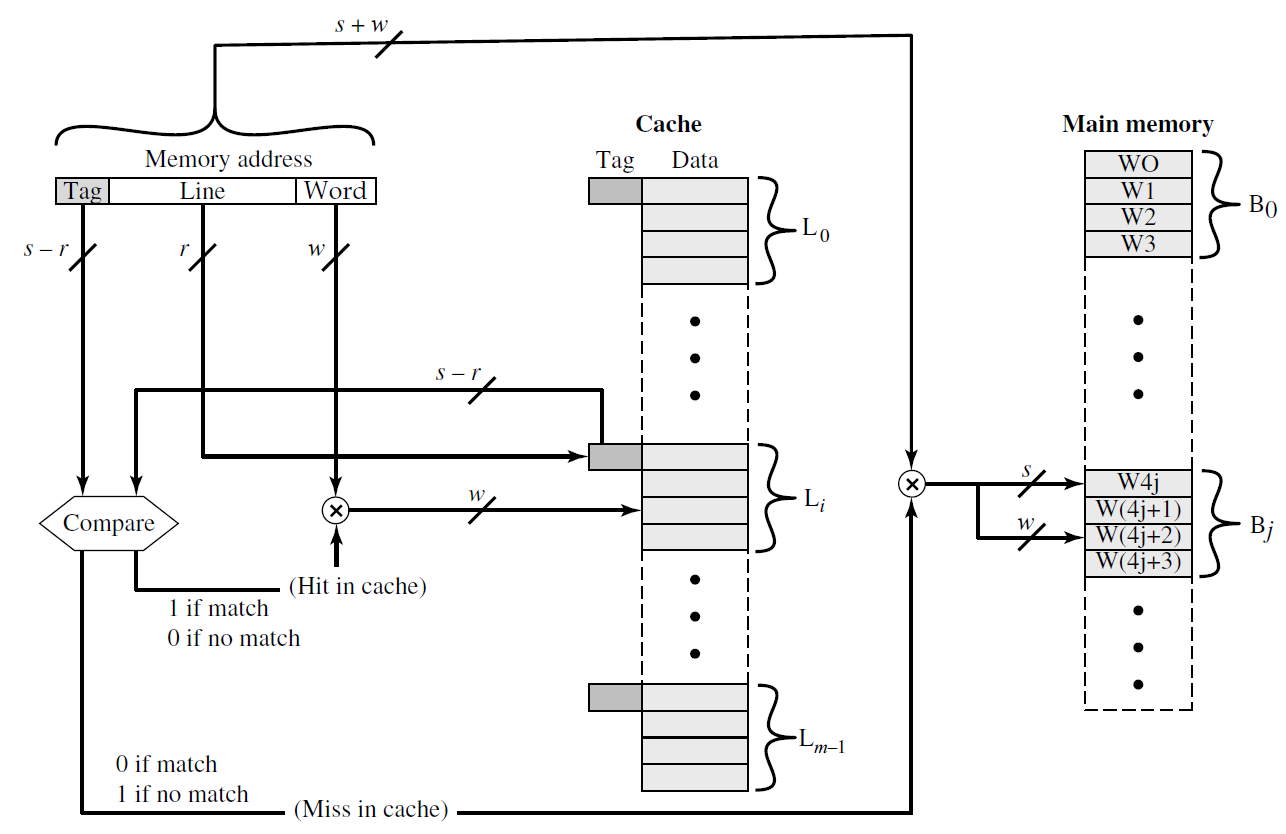 s + w
Cache
Main memory
Memory address
Tag Data
Tag Line Word
WO
W1
W2
W3
B0
L0
s – r
r
w
s – r
Compare
w
Li
s
w
W4j
W(4j+1)
W(4j+2)
W(4j+3)
Bj
(Hit in cache)
1 if match
0 if no match
Lm–1
0 if match
1 if no match
(Miss in cache)